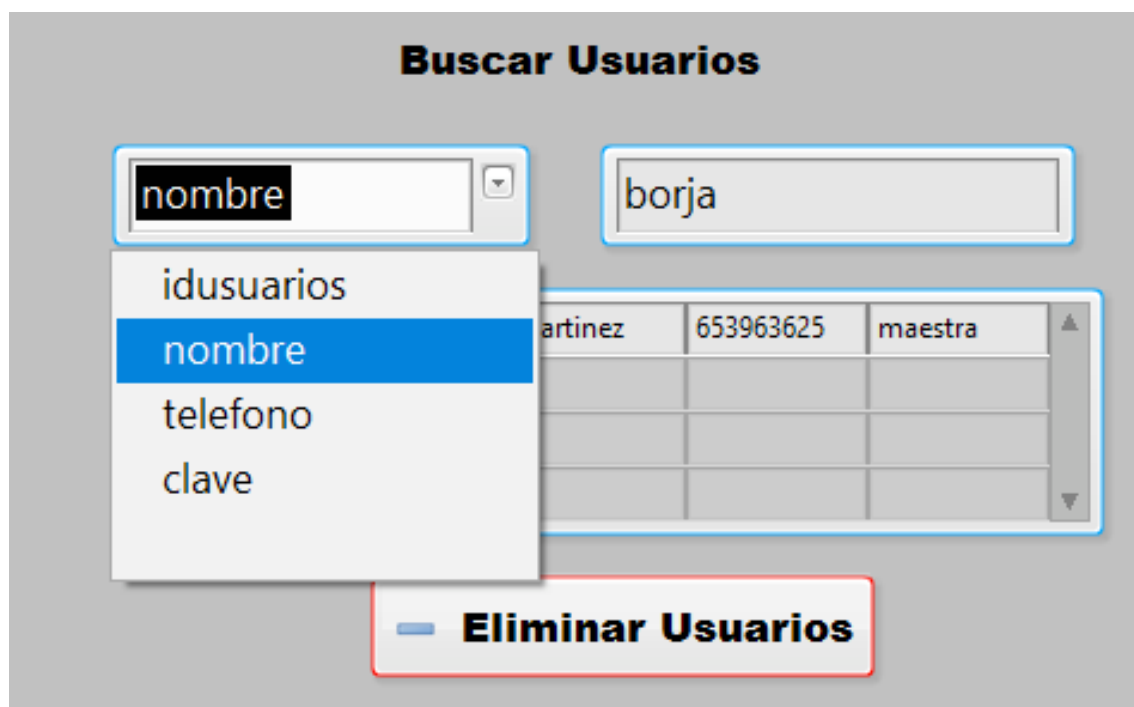 Buscar Usuarios
nombre borja
idusuarios
nombre
telefono
clave
artinez 653963625 maestra
Eliminar Usuarios